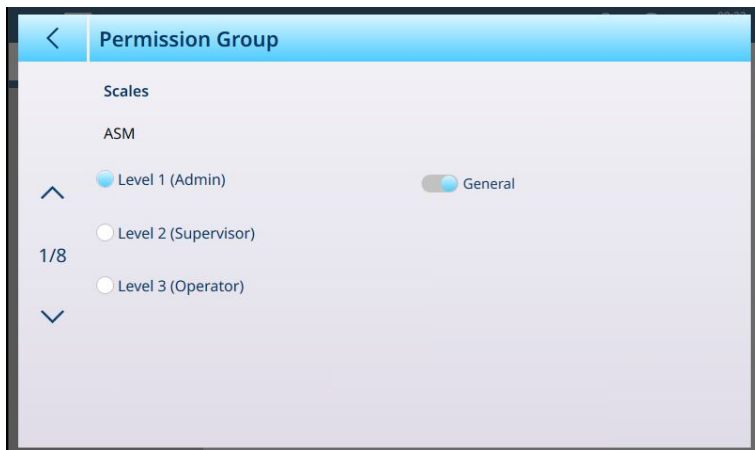 Permission Group
Scales
ASM
Level 1 (Admin)
General
Level 2 (Supervisor)
1/8
Level 3 (Operator)